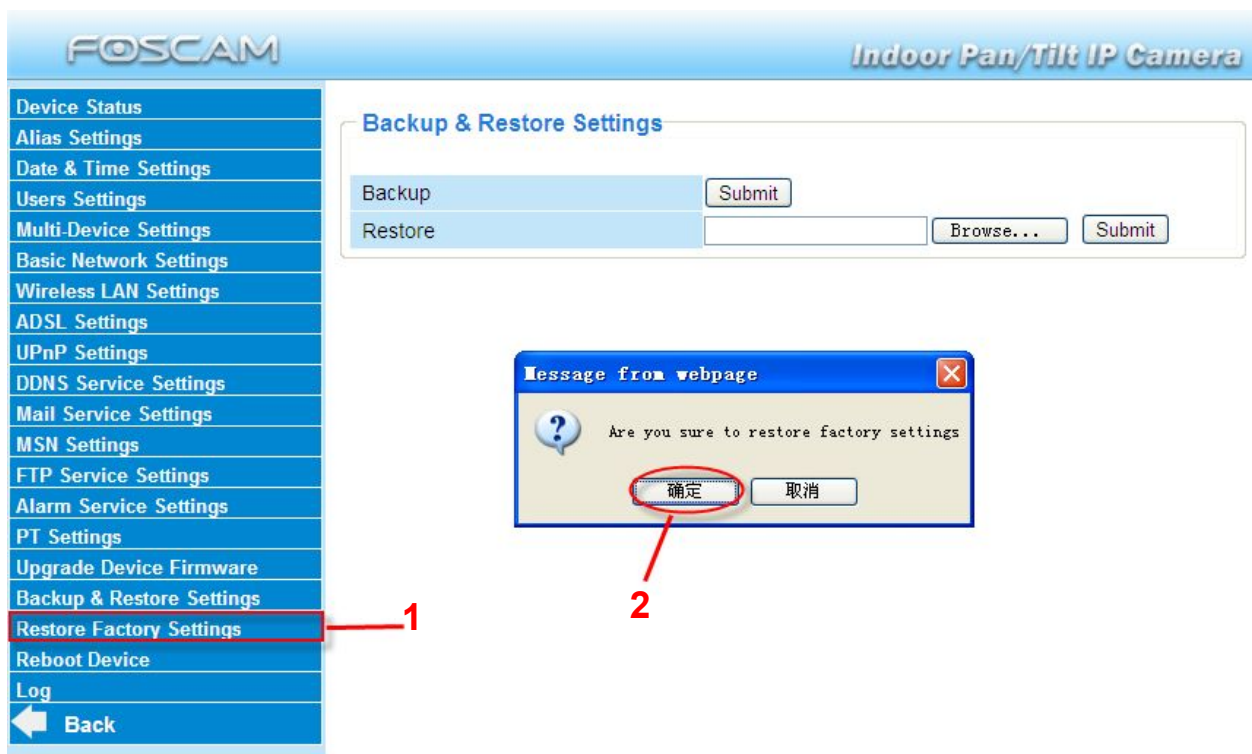 FOSCAM
Indoor Pan/Tilt IP Camera
Device Status
Alias Settings
Date & Time Settings
Users Settings
Multi-Device Settings
Basic Network Settings
Wireless LAN Settings
ADSL Settings
UPnP Settings
DDNS Service Settings
Mail Service Settings
MSN Settings
FTP Service Settings
Alarm Service Settings
PT Settings
Upgrade Device Firmware
Backup & Restore Settings
Restore Factory Settings
Reboot Device
Log
Back
Backup & Restore Settings
Backup Submit
Restore Browse... Submit
Message from webpage
Are you sure to restore factory settings
确定 取消
1
2